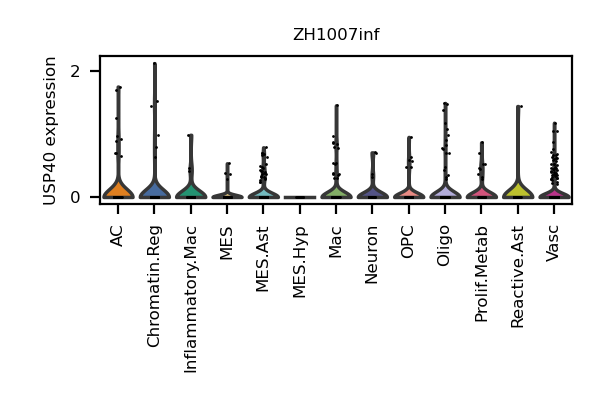 ZH1007inf
USP40 expression
2
0
AC
Chromatin.Reg
Inflammatory.Mac
MES
MES.Ast
MES.Hyp
Mac
Neuron
OPC
Oligo
Prolif.Metab
Reactive.Ast
Vasc